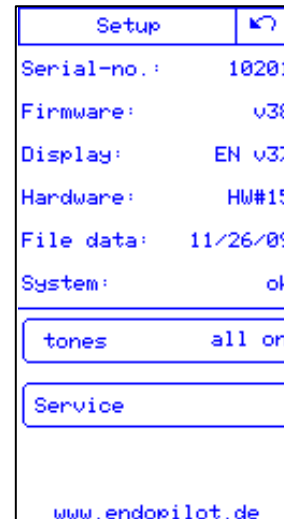 Setup
Serial-no.: 10201
Firmware: v38
Display: EN v37
Hardware: HW#15
File data: 11/26/09
System: ok
tones all on
Service
www.endopilot.de